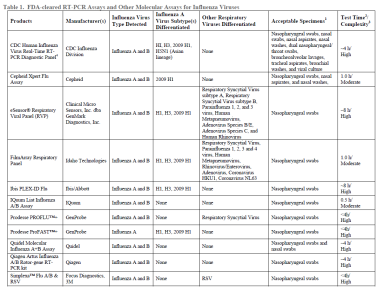 Table 1. FDA-cleared RT-PCR Assays and Other Molecular Assays for Influenza Viruses
Products
Manufacturer(s)
Influenza Virus
Type Detected
Influenza A
Virus
Subtype(s)
Differentiated
Other Respiratory
Viruses Differentiated
Acceptable Specimens
Test Time
Complexity
CDC Human Influenza
Virus Real-Time RT-
PCR Diagnostic Panel
CDC Influenza
Division
Influenza A and B
H1, H3, 2009 H1,
H5N1 (Asian
lineage)
None
Nasopharyngeal swabs, nasal
swabs, nasal aspirates, nasal
washes, dual nasopharyngeal/
throat swabs,
bronchoalveolar lavages,
tracheal aspirates, bronchial
washes, and viral culture
~4 h/
High
Cepheid Xpert Flu
Assay
Cepheid
Influenza A and B
2009 H1
None
Nasopharyngeal swabs, nasal
aspirates, and nasal washes
1.0 h/
Moderate
eSensor® Respiratory
Viral Panel (RVP)
Clinical Micro
Sensors, Inc. dba
GenMark
Diagnostics, Inc.
Influenza A and B
H1, H3, 2009 H1
Respiratory Syncytial Virus
subtype A, Respiratory
Syncytial Virus subtype B,
Parainfluenza 1, 2, and 3
virus, Human
Metapneumovirus,
Adenovirus Species B/E,
Adenovirus Species C, and
Human Rhinovirus
Nasopharyngeal swabs
~8 h/
High
FilmArray Respiratory
Panel
Idaho Technologies
Influenza A and B
H1, H3, 2009 H1
Respiratory Syncytial Virus,
Parainfluenza 1, 2, 3 and 4
virus, Human
Metapneumovirus,
Rhinovirus/Enterovirus,
Adenovirus, Coronavirus
HKU1, Coronavirus NL63
Nasopharyngeal swabs
1.0 h/
Moderate
Ibis PLEX-ID Flu
Ibis/Abbott
Influenza A and B
H1, H3, 2009 H1
None
Nasopharyngeal swabs
~8 h/
High
IQuum Liat Influenza
A/B Assay
IQuum
Influenza A and B
None
None
Nasopharyngeal swabs
0.5 h/
Moderate
Prodesse PROFLU™+
GenProbe
Influenza A and B
None
Respiratory Syncytial Virus
Nasopharyngeal swabs
~4h/
High
Prodesse ProFAST™+
GenProbe
Influenza A
H1, H3, 2009 H1
None
Nasopharyngeal swabs
~4h/
High
Quidel Molecular
Influenza A+B Assay
Quidel
Influenza A and B
None
None
Nasopharyngeal swabs and
nasal swabs
~4 h/
High
Qiagen Artus Influenza
A/B Rotor-gene RT-
PCR kit
Qiagen
Influenza A and B
None
None
Nasopharyngeal swabs
~4 h/
High
Simplexa™ Flu A/B &
RSV
Focus Diagnostics,
3M
Influenza A and B
None
RSV
Nasopharyngeal swabs
~4h/
High